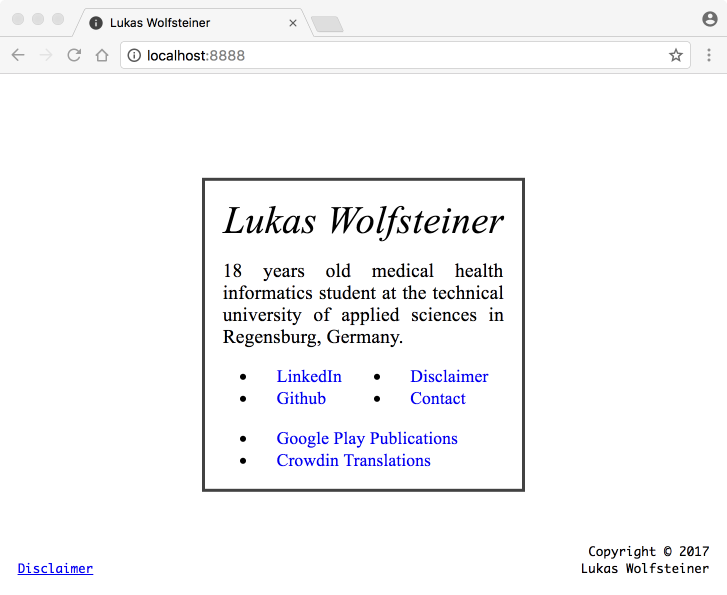 Lukas Wolfsteiner
localhost:8888
Lukas Wolfsteiner
18 years old medical health
informatics student at the technical
university of applied sciences in
Regensburg, Germany.
• LinkedIn • Disclaimer
• Github • Contact
• Google Play Publications
• Crowdin Translations
Copyright © 2017
Disclaimer Lukas Wolfsteiner